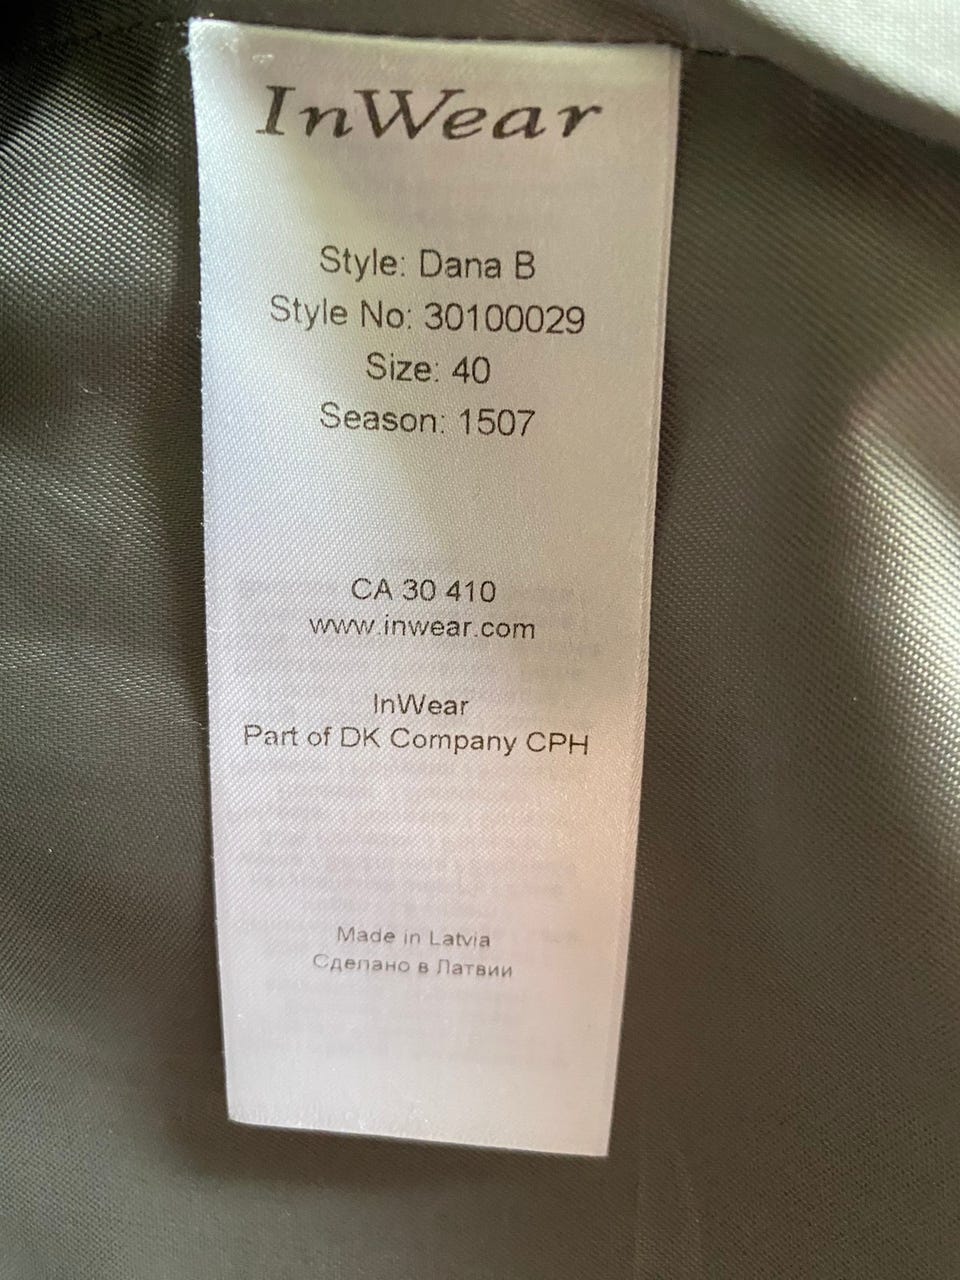 InWear
Style: Dana B
Style No: 30100029
Size: 40
Season: 1507
CA 30 410
www.inwear.com
InWear
Part of DK Company CPH
Made in Latvia
Сделано в Латвии